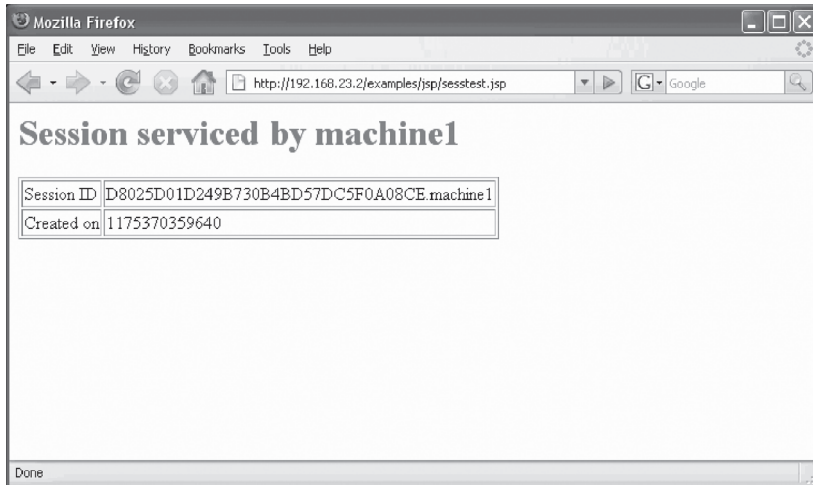 Mozilla Firefox
File Edit View History Bookmarks Tools Help
http://192.168.23.2/examples/jsp/sesstest.jsp G Google
Session serviced by machine1
Session ID D8025D01D249B730B4BD57DC5F0A08CE.machine1
Created on 1175370359640
Done